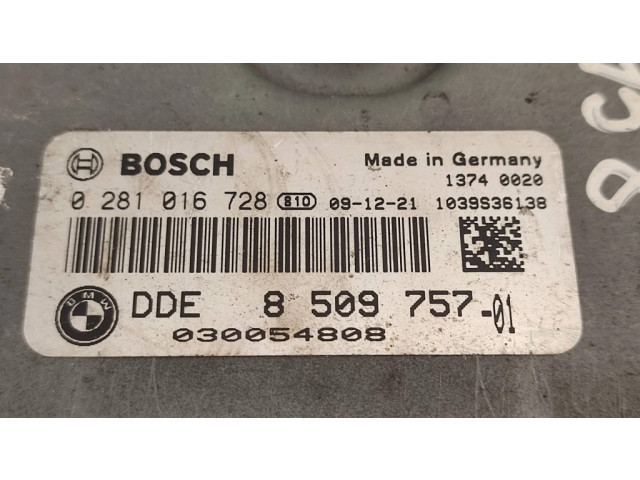 BOSCH
Made in Germany
1374 0020
0 281 016 728 810 09-12-21 1039S36138
BMW DDE 8 509 757-01
030054808